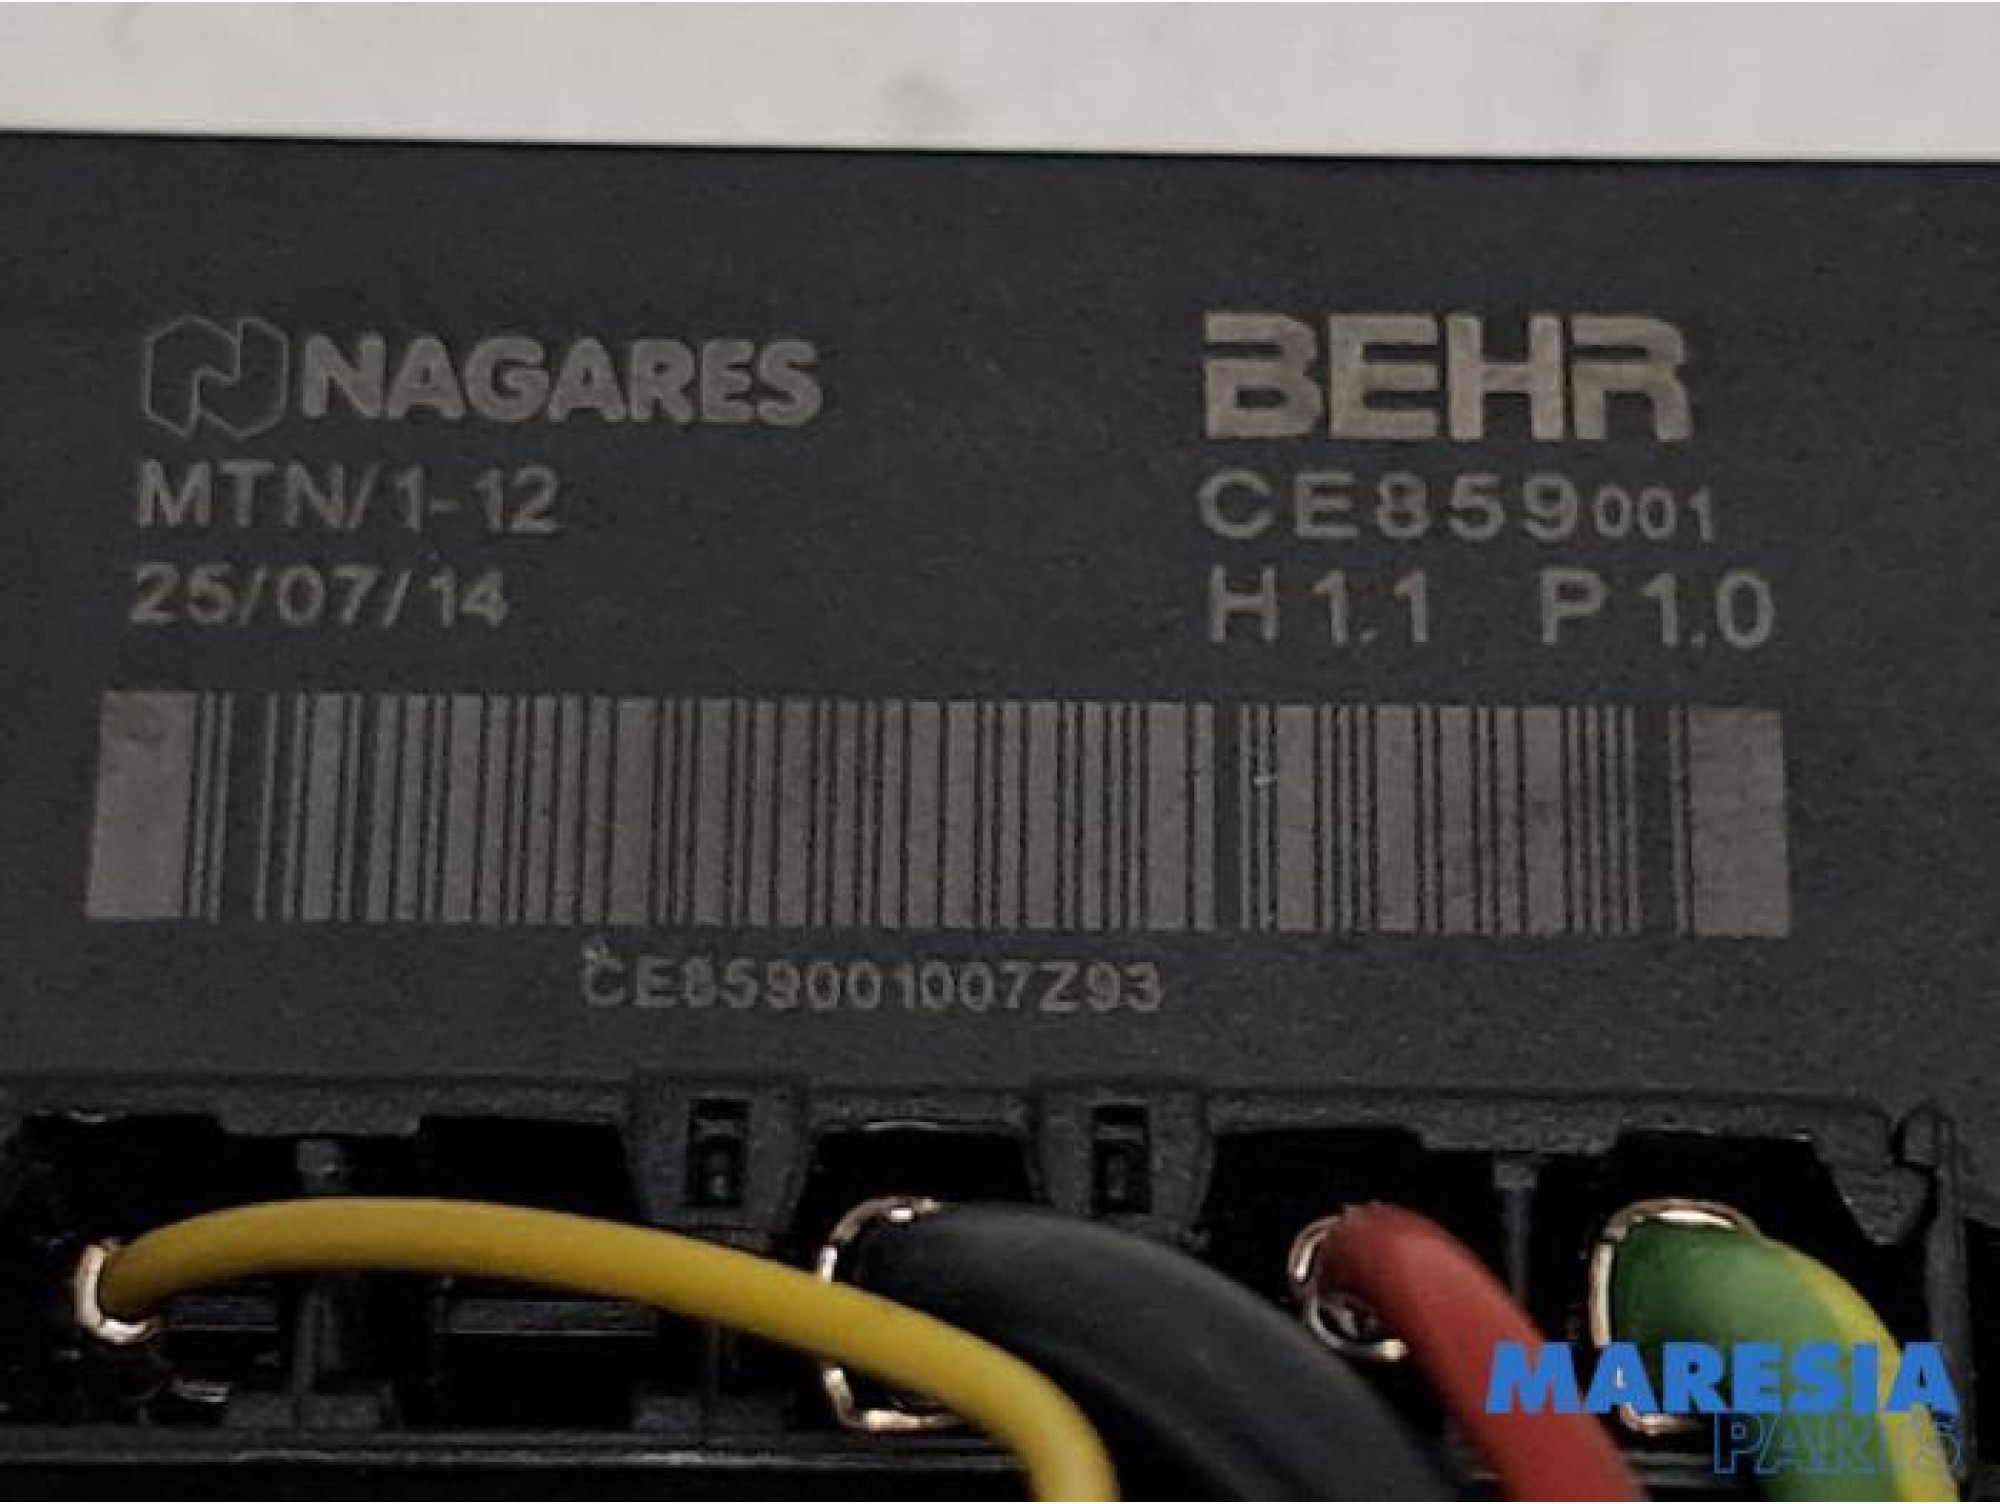 NAGARES
MTN/1-12
25/07/14
BEHR
CE859001
H1.1 P1.0
CE859001007Z93
MARESIA
PARTS